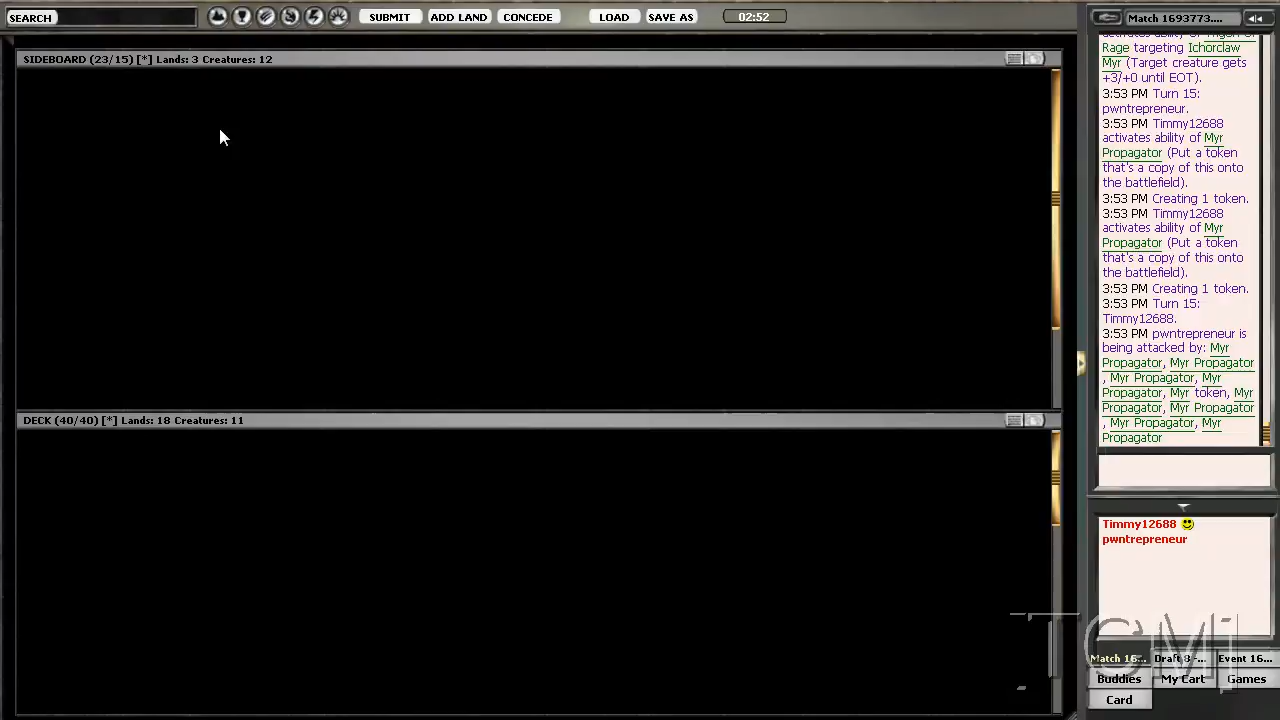 SEARCH
SUBMIT
ADD LAND
CONCEDE
LOAD
SAVE AS
02:52
Match 1693773....
SIDEBOARD (23/15) [*] Lands: 3 Creatures: 12
DECK (40/40) [*] Lands: 18 Creatures: 11
Rage targeting Ichorclaw
Myr (Target creature gets
+3/+0 until EOT).
3:53 PM Turn 15:
pwntrepreneur.
3:53 PM Timmy12688
activates ability of Myr
Propagator (Put a token
that's a copy of this onto
the battlefield).
3:53 PM Creating 1 token.
3:53 PM Timmy12688
activates ability of Myr
Propagator (Put a token
that's a copy of this onto
the battlefield).
3:53 PM Creating 1 token.
3:53 PM Turn 15:
Timmy12688.
3:53 PM pwntrepreneur is
being attacked by: Myr
Propagator, Myr Propagator
, Myr Propagator, Myr
Propagator, Myr token, Myr
Propagator, Myr Propagator
, Myr Propagator, Myr
Propagator
Timmy12688
pwntrepreneur
Match 16...
Draft 8 -...
Event 16...
Buddies
My Cart
Games
Card